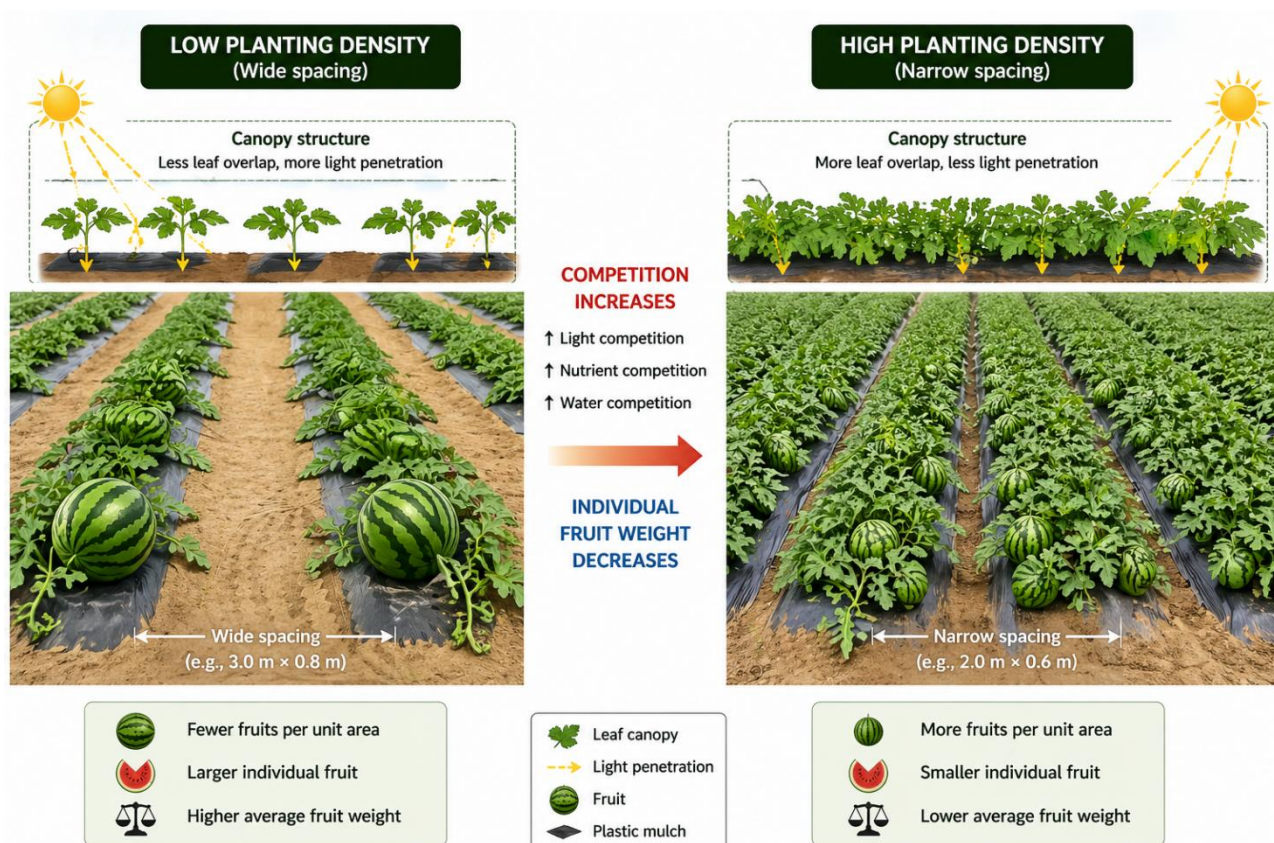 LOW PLANTING DENSITY
(Wide spacing)
Canopy structure
Less leaf overlap, more light penetration
Wide spacing
(e.g., 3.0 m × 0.8 m)
Fewer fruits per unit area
Larger individual fruit
Higher average fruit weight
COMPETITION
INCREASES
↑ Light competition
↑ Nutrient competition
↑ Water competition
INDIVIDUAL
FRUIT WEIGHT
DECREASES
Leaf canopy
Light penetration
Fruit
Plastic mulch
HIGH PLANTING DENSITY
(Narrow spacing)
Canopy structure
More leaf overlap, less light penetration
Narrow spacing
(e.g., 2.0 m × 0.6 m)
More fruits per unit area
Smaller individual fruit
Lower average fruit weight